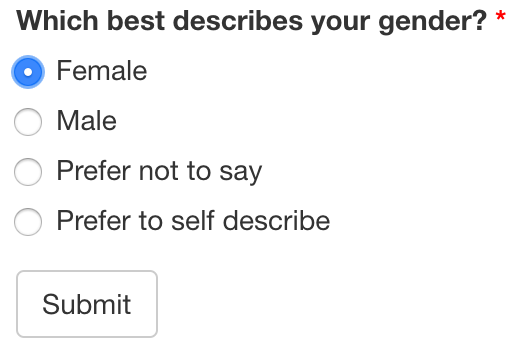 Which best describes your gender? *
Female
Male
Prefer not to say
Prefer to self describe
Submit